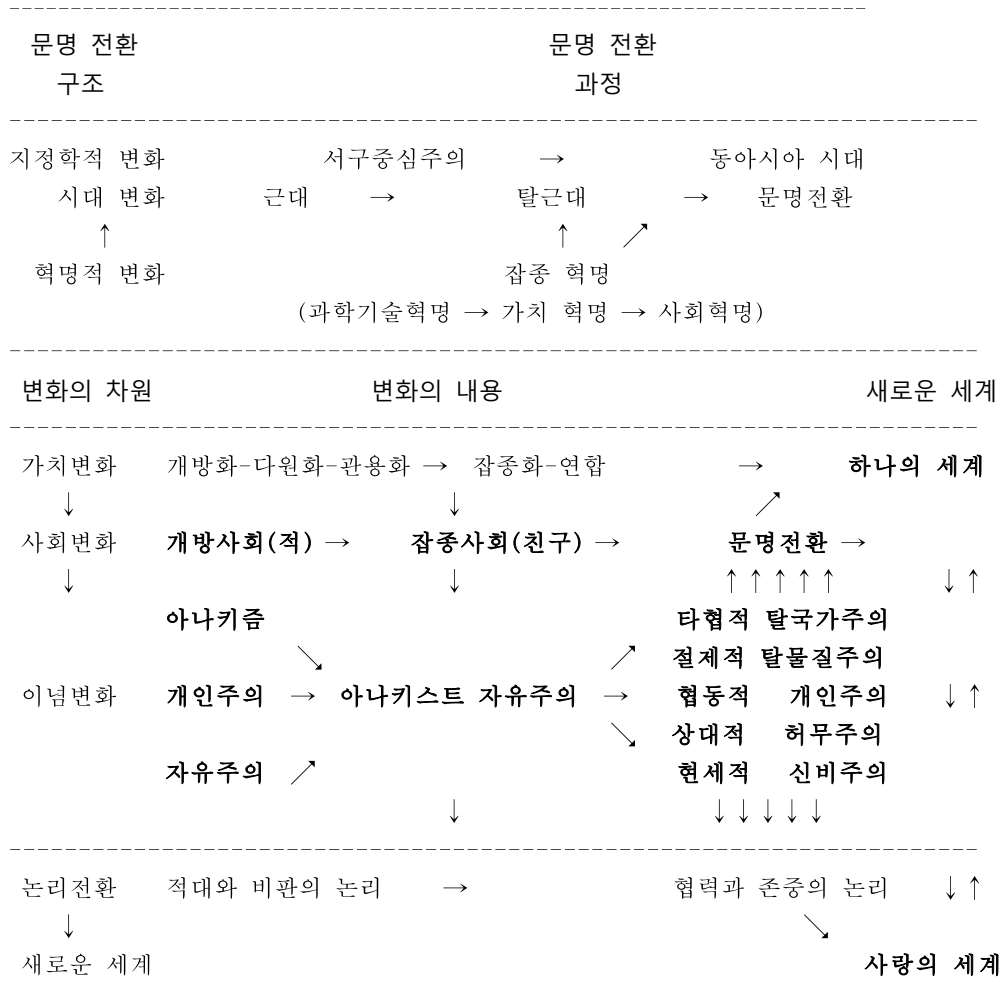 문명 전환 문명 전환
구조 과정
지정학적 변화 서구중심주의 → 동아시아 시대
시대 변화 근대 → 탈근대 → 문명전환
↑ ↑ ↗
혁명적 변화 잡종 혁명
(과학기술혁명 → 가치 혁명 → 사회혁명)
변화의 차원 변화의 내용 새로운 세계
가치변화 개방화-다원화-관용화 → 잡종화-연합 → 하나의 세계
↓ ↓ ↗
사회변화 개방사회(적) → 잡종사회(친구) → 문명전환 →
↓ ↓ ↑ ↑ ↑ ↑ ↑ ↓ ↑
아나키즘 타협적 탈국가주의
↘ ↗ 절제적 탈물질주의
이념변화 개인주의 → 아나키스트 자유주의 → 협동적 개인주의 ↓ ↑
↘ 상대적 허무주의
자유주의 ↗ 현세적 신비주의
↓ ↓ ↓ ↓ ↓ ↓
논리전환 적대와 비판의 논리 → 협력과 존중의 논리 ↓ ↑
↓ ↘
새로운 세계 사랑의 세계